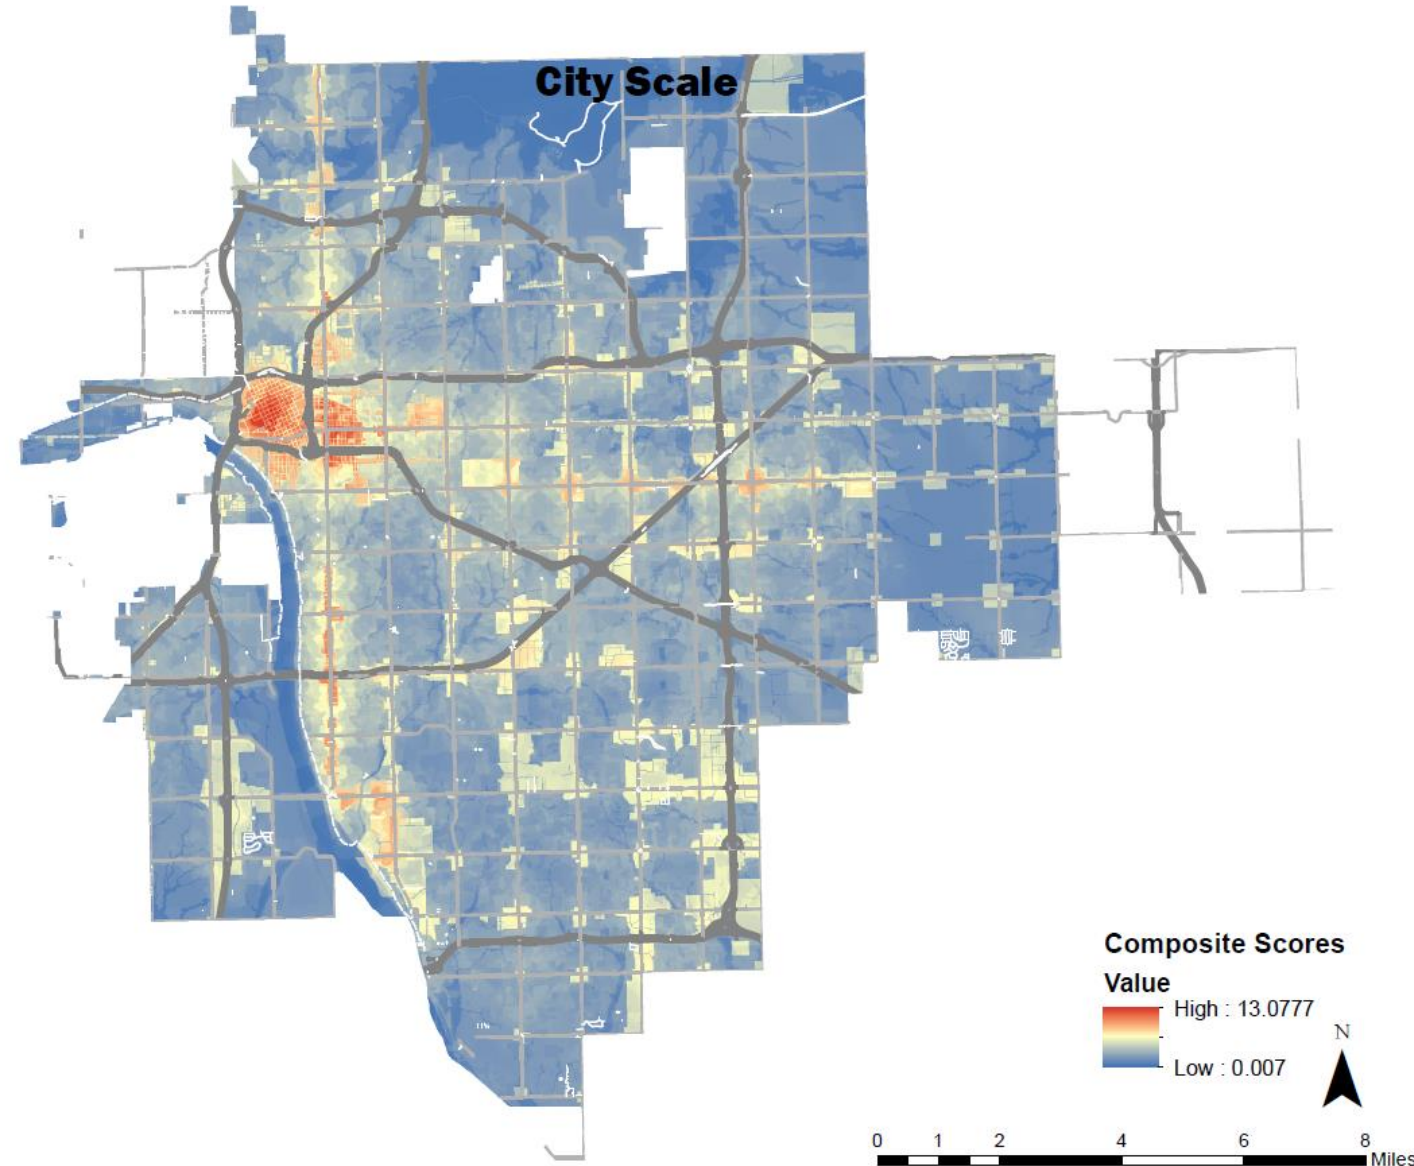 City Scale
Composite Scores
Value
High : 13.0777
Low : 0.007
N
0 1 2 4 6 8
Miles